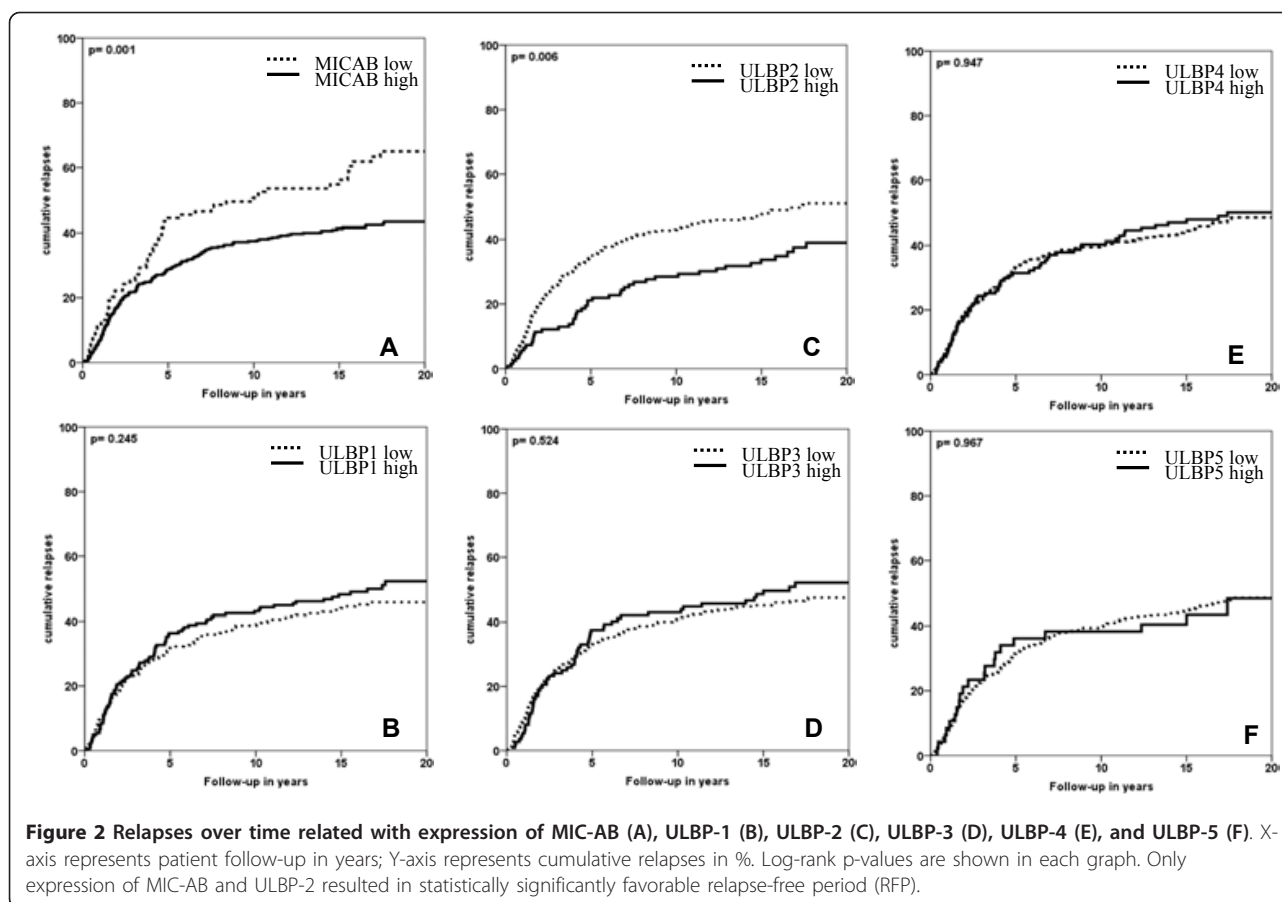 100
p= 0.001
MICAB low
MICAB high
80
60
40
20
0
cumulative relapses
A
0 5 10 15 20
Follow-up in years
100
p= 0.006
ULBP2 low
ULBP2 high
80
60
40
20
0
cumulative relapses
C
0 5 10 15 200
Follow-up in years
100
p= 0.947
ULBP4 low
ULBP4 high
80
60
40
20
0
cumulative relapses
E
0 5 10 15 200
Follow-up in years
100
p= 0.245
ULBP1 low
ULBP1 high
80
60
40
20
0
cumulative relapses
B
0 5 10 15 20
Follow-up in years
100
p= 0.524
ULBP3 low
ULBP3 high
80
60
40
20
0
cumulative relapses
D
0 5 10 15 20
Follow-up in years
100
p= 0.967
ULBP5 low
ULBP5 high
80
60
40
20
0
cumulative relapses
F
0 5 10 15 200
Follow-up in years
Figure 2 Relapses over time related with expression of MIC-AB (A), ULBP-1 (B), ULBP-2 (C), ULBP-3 (D), ULBP-4 (E), and ULBP-5 (F). X-
axis represents patient follow-up in years; Y-axis represents cumulative relapses in %. Log-rank p-values are shown in each graph. Only
expression of MIC-AB and ULBP-2 resulted in statistically significantly favorable relapse-free period (RFP).